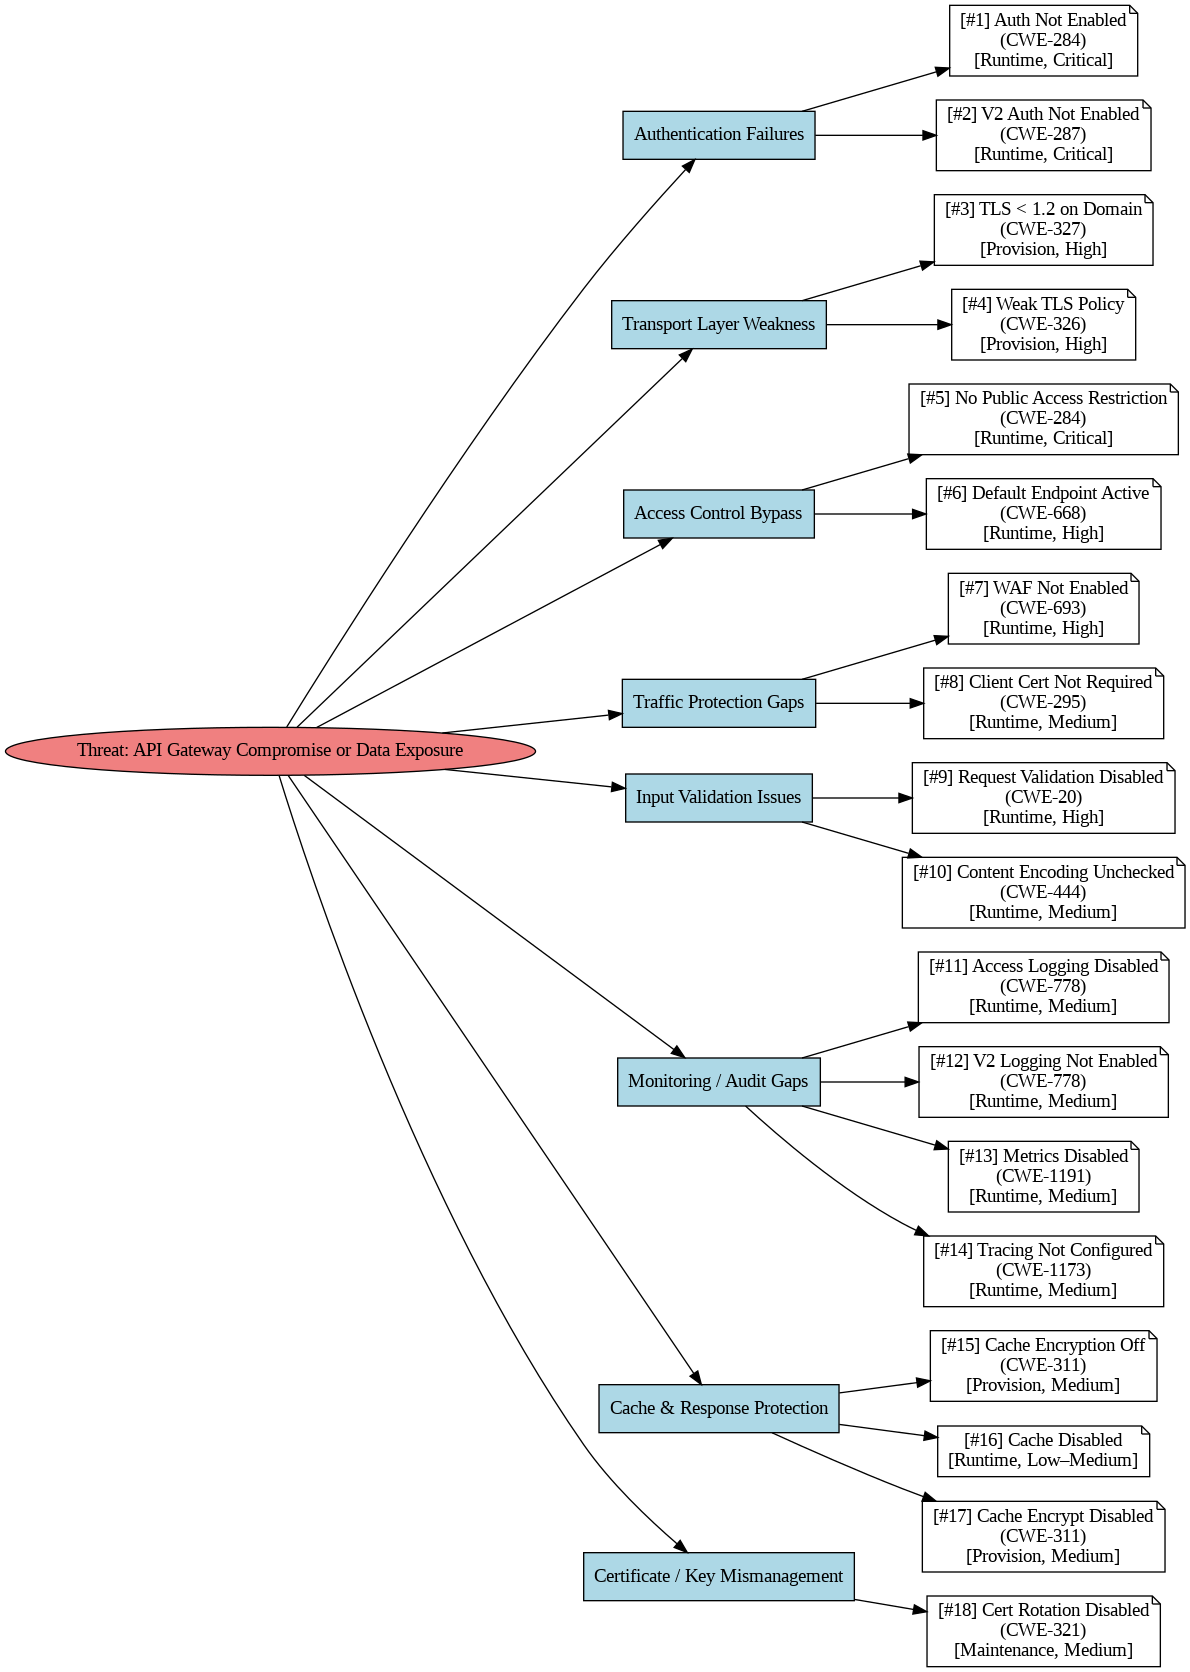 Threat: API Gateway Compromise or Data Exposure
Authentication Failures
[#1] Auth Not Enabled
(CWE-284)
[Runtime, Critical]
[#2] V2 Auth Not Enabled
(CWE-287)
[Runtime, Critical]
Transport Layer Weakness
[#3] TLS < 1.2 on Domain
(CWE-327)
[Provision, High]
[#4] Weak TLS Policy
(CWE-326)
[Provision, High]
Access Control Bypass
[#5] No Public Access Restriction
(CWE-284)
[Runtime, Critical]
[#6] Default Endpoint Active
(CWE-668)
[Runtime, High]
Traffic Protection Gaps
[#7] WAF Not Enabled
(CWE-693)
[Runtime, High]
[#8] Client Cert Not Required
(CWE-295)
[Runtime, Medium]
Input Validation Issues
[#9] Request Validation Disabled
(CWE-20)
[Runtime, High]
[#10] Content Encoding Unchecked
(CWE-444)
[Runtime, Medium]
Monitoring / Audit Gaps
[#11] Access Logging Disabled
(CWE-778)
[Runtime, Medium]
[#12] V2 Logging Not Enabled
(CWE-778)
[Runtime, Medium]
[#13] Metrics Disabled
(CWE-1191)
[Runtime, Medium]
[#14] Tracing Not Configured
(CWE-1173)
[Runtime, Medium]
Cache & Response Protection
[#15] Cache Encryption Off
(CWE-311)
[Provision, Medium]
[#16] Cache Disabled
[Runtime, Low–Medium]
[#17] Cache Encrypt Disabled
(CWE-311)
[Provision, Medium]
Certificate / Key Mismanagement
[#18] Cert Rotation Disabled
(CWE-321)
[Maintenance, Medium]